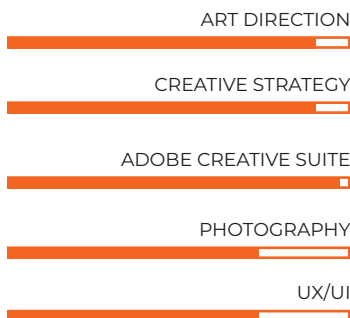 ART DIRECTION
CREATIVE STRATEGY
ADOBE CREATIVE SUITE
PHOTOGRAPHY
UX/UI